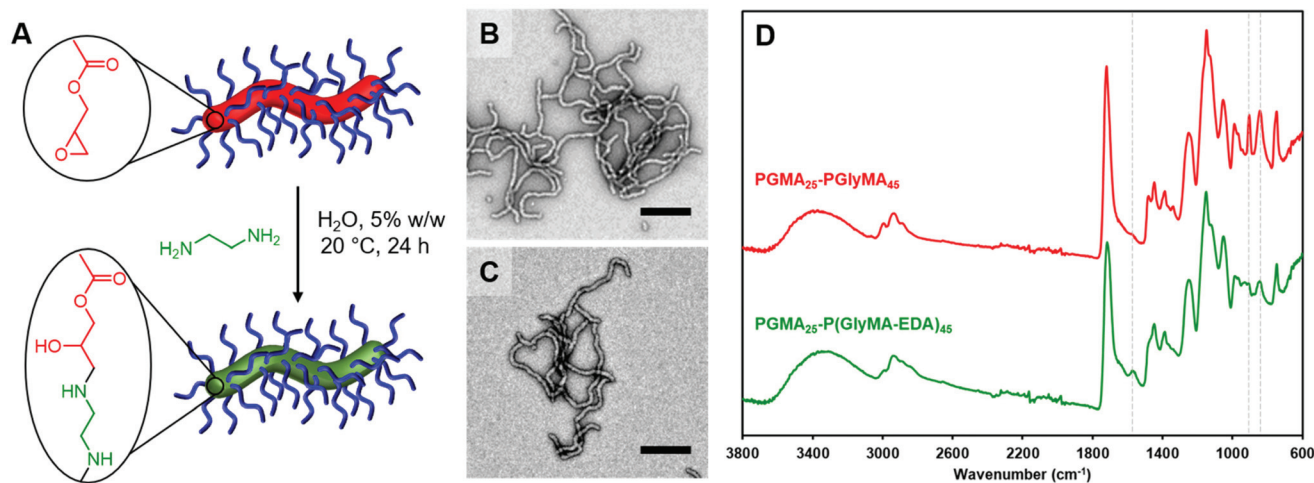 A
O
O
O
H₂N
NH₂
H₂O, 5% w/w
20 °C, 24 h
O
O
HO
NH
NH
B
C
D
PGMA₂₅-PGlyMA₄₅
PGMA₂₅-P(GlyMA-EDA)₄₅
3800 3400 3000 2600 2200 1800 1400 1000 600
Wavenumber (cm⁻¹)